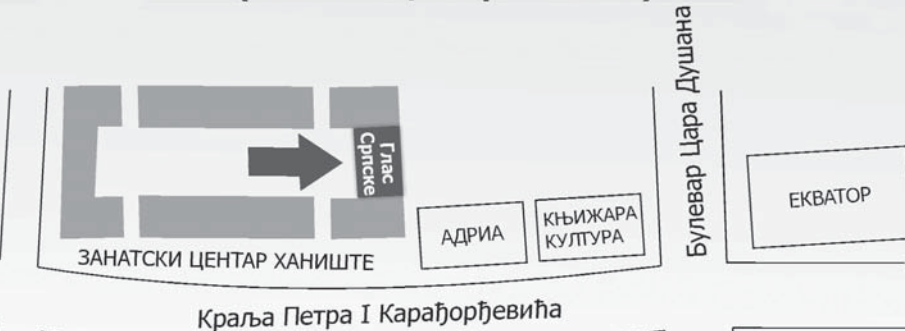 Булевар Цара Душана
Глас
Српске
ЕКВАТОР
АДРИА
КЊИЖАРА
КУЛТУРА
ЗАНАТСКИ ЦЕНТАР ХАНИШТЕ
Краља Петра I Карађорђевића